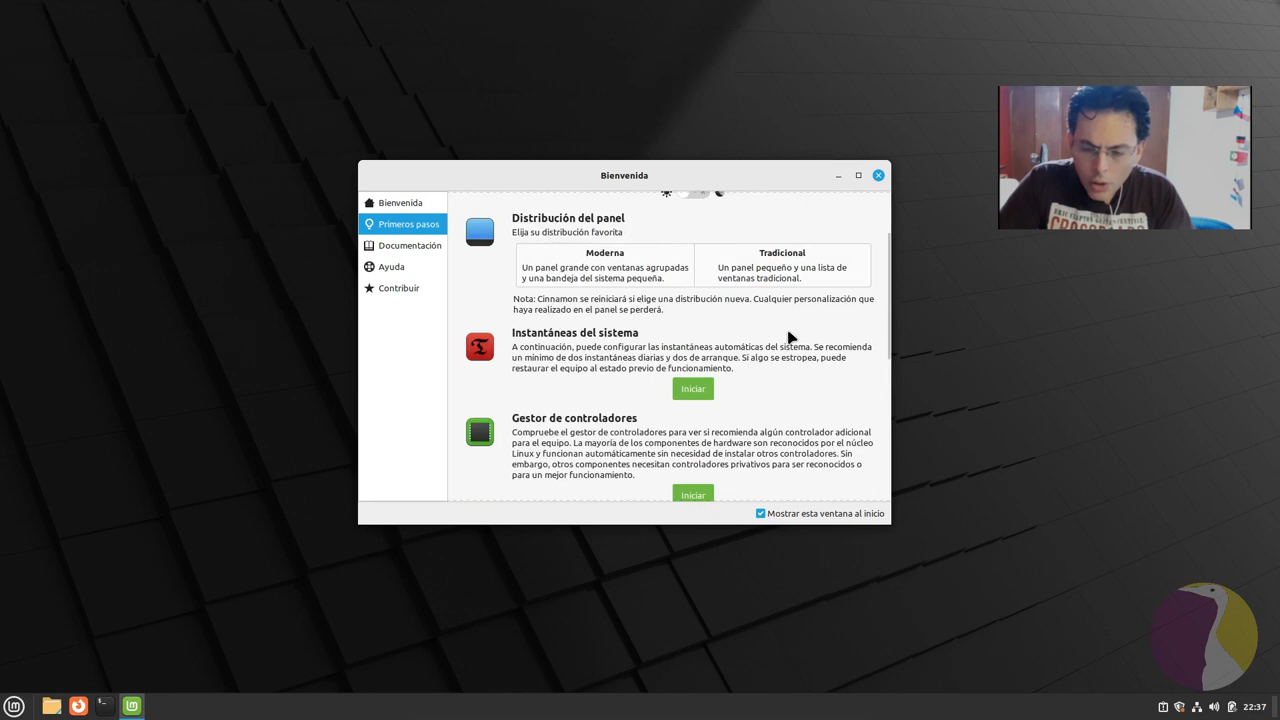 Bienvenida
Bienvenida
Primeros pasos
Documentación
Ayuda
Contribuir
Distribución del panel
Elija su distribución favorita
Moderna
Un panel grande con ventanas agrupadas
y una bandeja del sistema pequeña.
Tradicional
Un panel pequeño y una lista de
ventanas tradicional.
Nota: Cinnamon se reiniciará si elige una distribución nueva. Cualquier personalización que
haya realizado en el panel se perderá.
Instantáneas del sistema
A continuación, puede configurar las instantáneas automáticas del sistema. Se recomienda
un mínimo de dos instantáneas diarias y dos de arranque. Si algo se estropea, puede
restaurar el equipo al estado previo de funcionamiento.
Iniciar
Gestor de controladores
Compruebe el gestor de controladores para ver si recomienda algún controlador adicional
para el equipo. La mayoría de los componentes de hardware son reconocidos por el núcleo
Linux y funcionan automáticamente sin necesidad de instalar otros controladores. Sin
embargo, otros componentes necesitan controladores privativos para ser reconocidos o
para un mejor funcionamiento.
Iniciar
Mostrar esta ventana al inicio
22:37